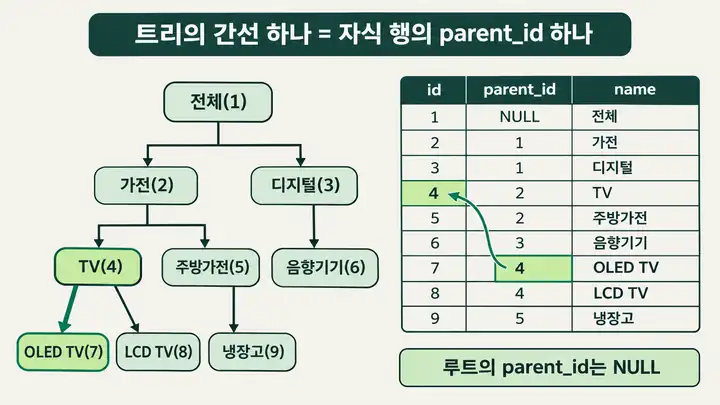 트리의 간선 하나 = 자식 행의 parent_id 하나
전체(1)
가전(2)
디지털(3)
TV(4)
주방가전(5)
음향기기(6)
OLED TV(7)
LCD TV(8)
냉장고(9)
id parent_id name
1 NULL 전체
2 1 가전
3 1 디지털
4 2 TV
5 2 주방가전
6 3 음향기기
7 4 OLED TV
8 4 LCD TV
9 5 냉장고
루트의 parent_id는 NULL